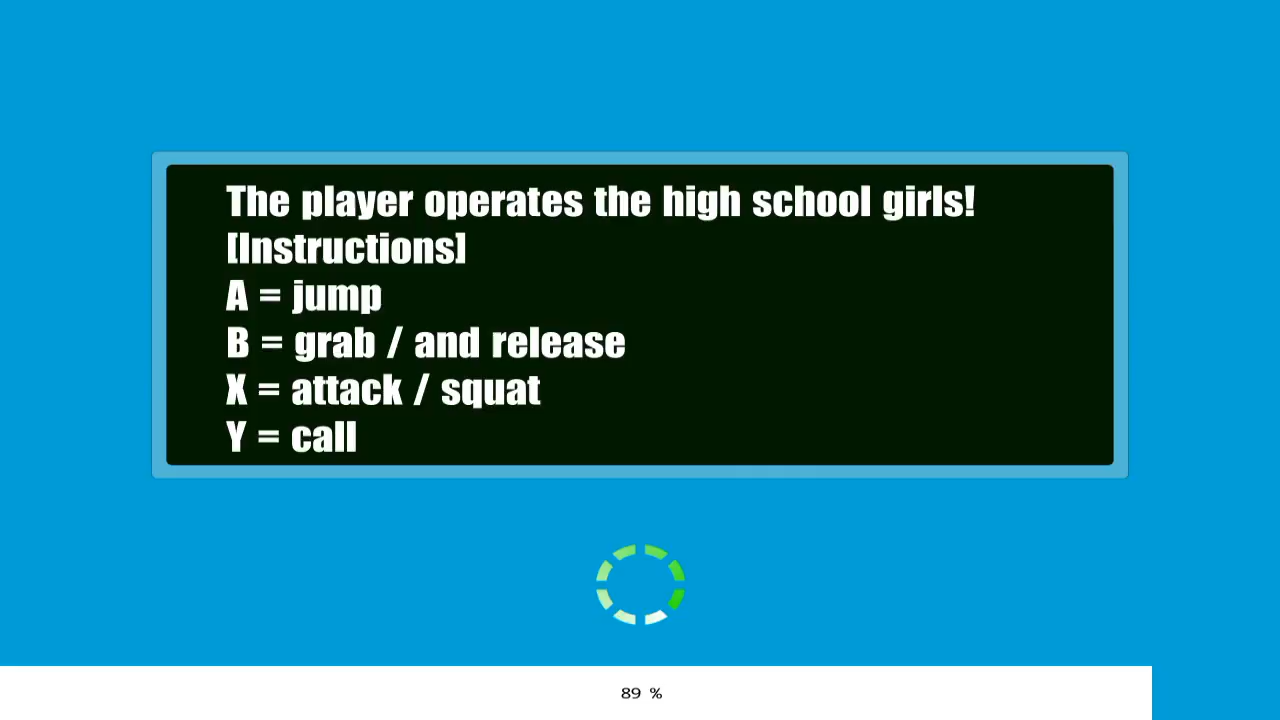 The player operates the high school girls!
[Instructions]
A = jump
B = grab / and release
X = attack / squat
Y = call
89 %